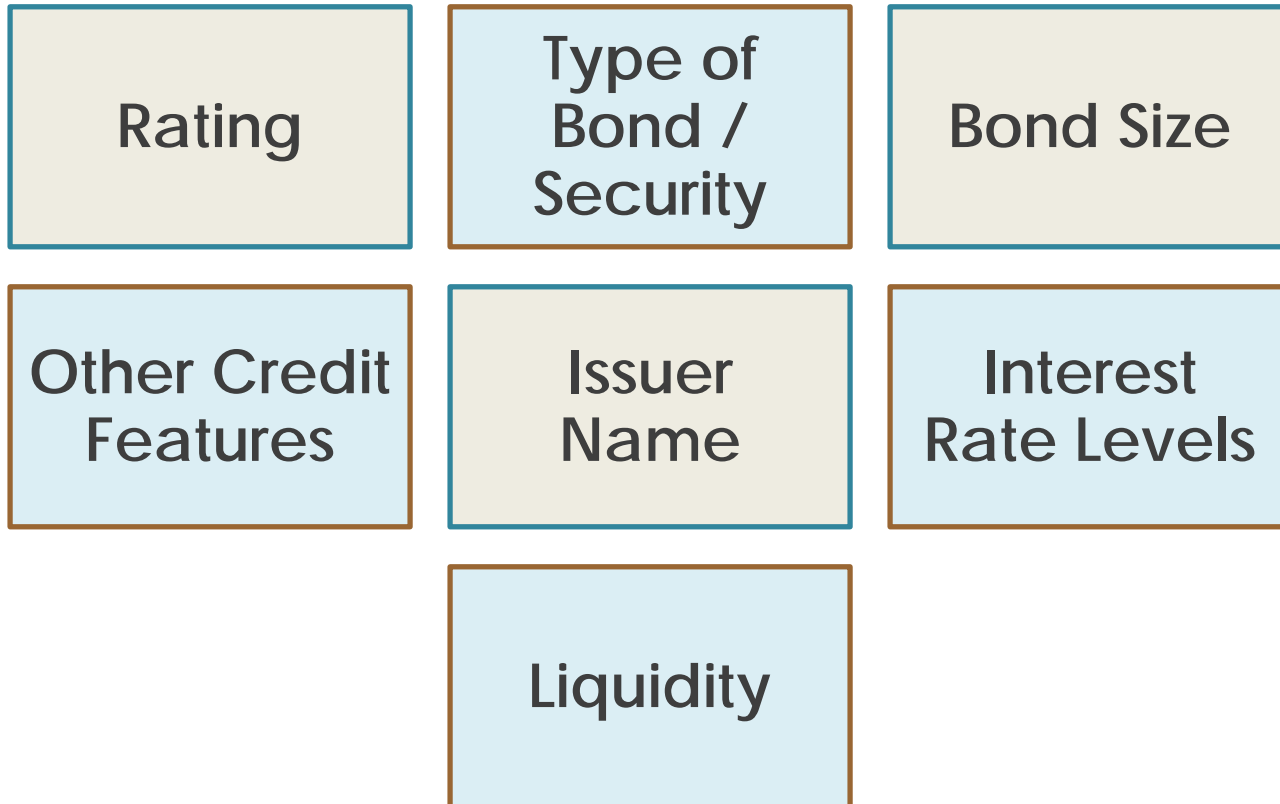 Rating
Type of
Bond /
Security
Bond Size
Other Credit
Features
Issuer
Name
Interest
Rate Levels
Liquidity